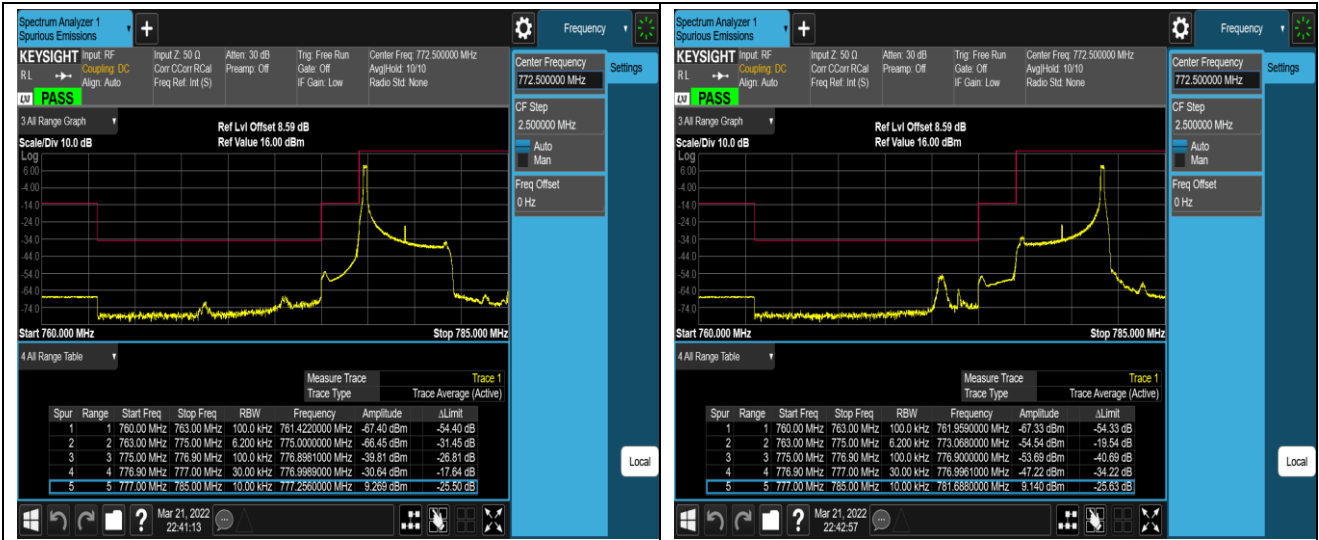 Spectrum Analyzer 1
Spurious Emissions
+
Frequency
KEYSIGHT Input: RF Input Z: 50 Ω Atten: 30 dB Trig: Free Run Center Freq: 772.500000 MHz
R L Coupling: DC Corr CCorr RCal Preamp: Off Gate: Off Avg|Hold: 10/10
Align: Auto Freq Ref: Int (S) IF Gain: Low Radio Std: None
LXI PASS
Center Frequency
772.500000 MHz
Settings
CF Step
2.500000 MHz
Auto
Man
Freq Offset
0 Hz
3 All Range Graph
Ref Lvl Offset 8.59 dB
Scale/Div 10.0 dB Ref Value 16.00 dBm
Log
6.00
-4.00
-14.0
-24.0
-34.0
-44.0
-54.0
-64.0
-74.0
Start 760.000 MHz Stop 785.000 MHz
4 All Range Table
Measure Trace Trace 1
Trace Type Trace Average (Active)
Spur Range Start Freq Stop Freq RBW Frequency Amplitude ΔLimit
1 1 760.00 MHz 763.00 MHz 100.0 kHz 761.4220000 MHz -67.40 dBm -54.40 dB
2 2 763.00 MHz 775.00 MHz 6.200 kHz 775.0000000 MHz -66.45 dBm -31.45 dB
3 3 775.00 MHz 776.90 MHz 100.0 kHz 776.8981000 MHz -39.81 dBm -26.81 dB
4 4 776.90 MHz 777.00 MHz 30.00 kHz 776.9989000 MHz -30.64 dBm -17.64 dB
5 5 777.00 MHz 785.00 MHz 10.00 kHz 777.2560000 MHz 9.269 dBm -25.50 dB
Local
?
Mar 21, 2022
22:41:13
Spectrum Analyzer 1
Spurious Emissions
+
Frequency
KEYSIGHT Input: RF Input Z: 50 Ω Atten: 30 dB Trig: Free Run Center Freq: 772.500000 MHz
R L Coupling: DC Corr CCorr RCal Preamp: Off Gate: Off Avg|Hold: 10/10
Align: Auto Freq Ref: Int (S) IF Gain: Low Radio Std: None
LXI PASS
Center Frequency
772.500000 MHz
Settings
CF Step
2.500000 MHz
Auto
Man
Freq Offset
0 Hz
3 All Range Graph
Ref Lvl Offset 8.59 dB
Scale/Div 10.0 dB Ref Value 16.00 dBm
Log
6.00
-4.00
-14.0
-24.0
-34.0
-44.0
-54.0
-64.0
-74.0
Start 760.000 MHz Stop 785.000 MHz
4 All Range Table
Measure Trace Trace 1
Trace Type Trace Average (Active)
Spur Range Start Freq Stop Freq RBW Frequency Amplitude ΔLimit
1 1 760.00 MHz 763.00 MHz 100.0 kHz 761.9590000 MHz -67.33 dBm -54.33 dB
2 2 763.00 MHz 775.00 MHz 6.200 kHz 773.0680000 MHz -54.54 dBm -19.54 dB
3 3 775.00 MHz 776.90 MHz 100.0 kHz 776.9000000 MHz -53.69 dBm -40.69 dB
4 4 776.90 MHz 777.00 MHz 30.00 kHz 776.9961000 MHz -47.22 dBm -34.22 dB
5 5 777.00 MHz 785.00 MHz 10.00 kHz 781.6880000 MHz 9.140 dBm -25.63 dB
Local
?
Mar 21, 2022
22:42:57